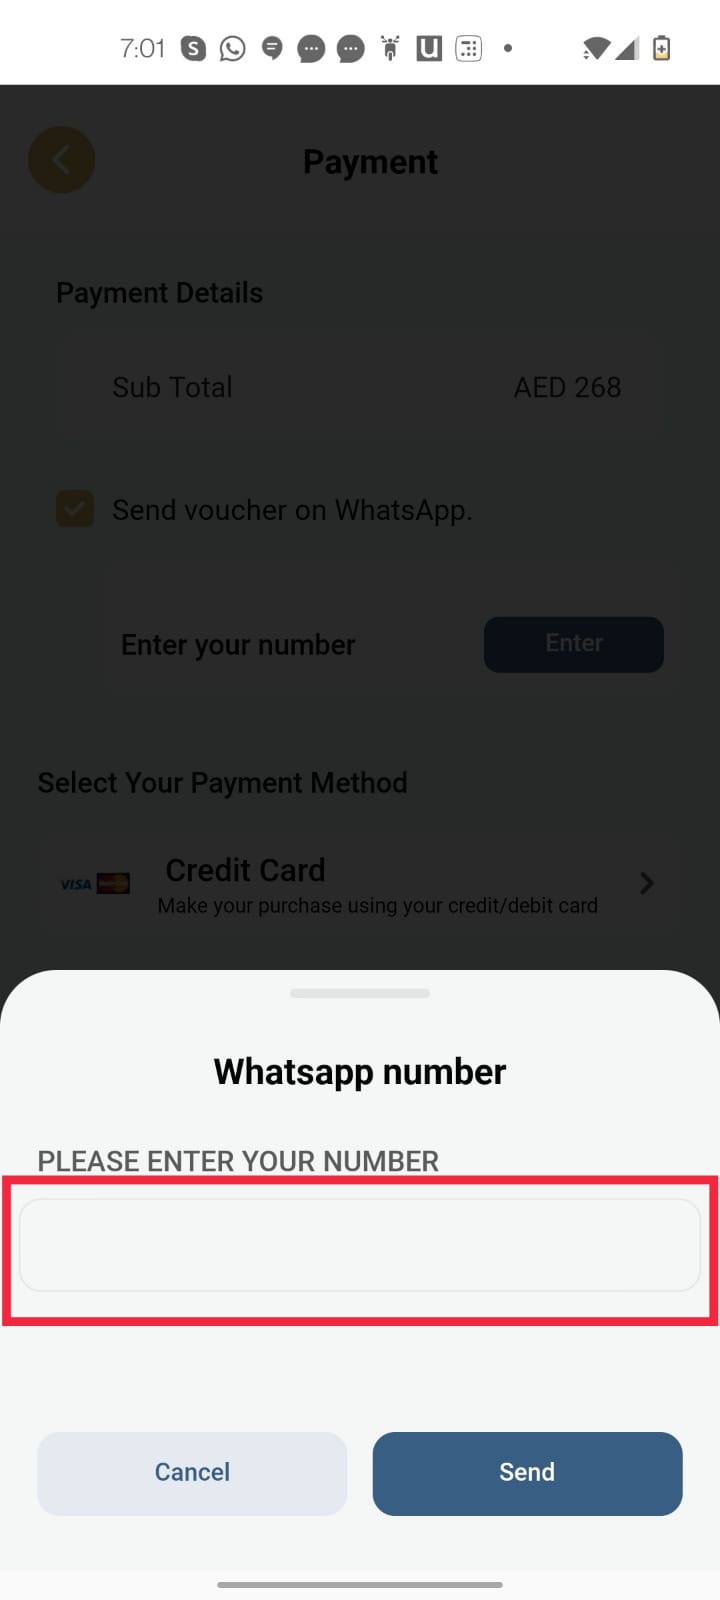 7:01
Payment
Payment Details
Sub Total AED 268
Send voucher on WhatsApp.
Enter your number Enter
Select Your Payment Method
VISA Credit Card
Make your purchase using your credit/debit card
Whatsapp number
PLEASE ENTER YOUR NUMBER
Cancel Send